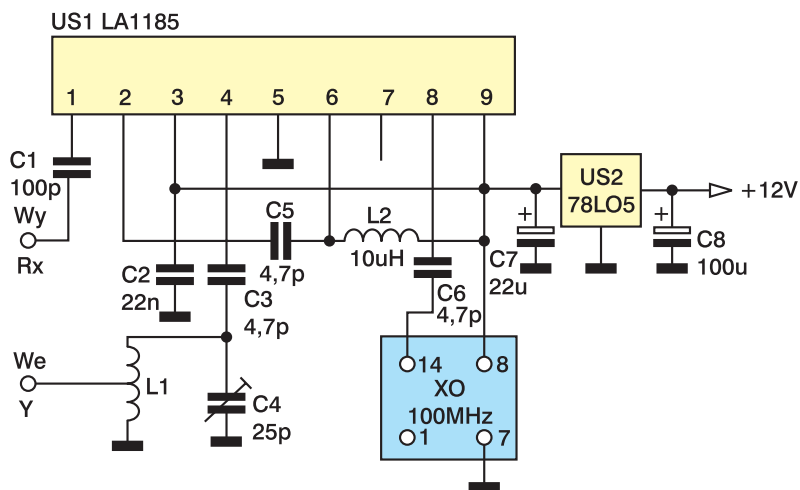 US1 LA1185
1 2 3 4 5 6 7 8 9
C1
100p
Wy
Rx
C5
4,7p
L2
10uH
US2
78LO5
+12V
+
C7
22u
+
C8
100u
C2
22n
C3
4,7p
C6
4,7p
We
Y
L1
C4
25p
14 8
XO
100MHz
1 7